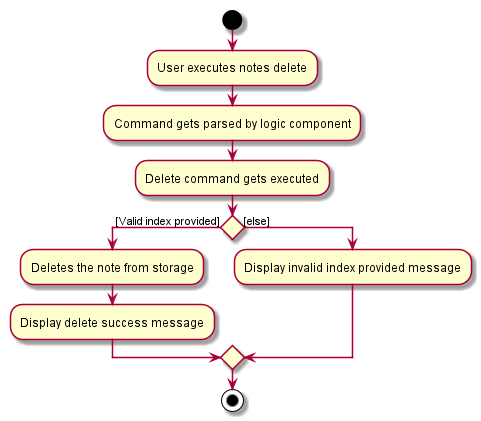 User executes notes delete
Command gets parsed by logic component
Delete command gets executed
[Valid index provided]
[else]
Deletes the note from storage
Display invalid index provided message
Display delete success message